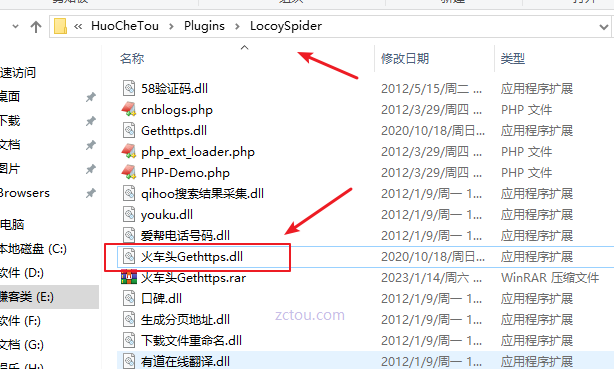 « HuoCheTou > Plugins > LocoySpider
名称 修改日期 类型
速访问
桌面
下载
文档
图片
Browsers
此电脑
本地磁盘 (C:)
软件 (D:)
赚客类 (E:)
软件 (F:)
文档 (G:)
娱乐 (H:)
58验证码.dll 2012/5/15/周二 ... 应用程序扩展
cnblogs.php 2012/3/29/周四 ... PHP 文件
Gethttps.dll 2020/10/18/周日... 应用程序扩展
php_ext_loader.php 2012/3/29/周四 ... PHP 文件
PHP-Demo.php 2012/3/29/周四 ... PHP 文件
qihoo搜索结果采集.dll 2012/1/9/周一 1... 应用程序扩展
youku.dll 2012/1/9/周一 1... 应用程序扩展
爱帮电话号码.dll 2012/1/9/周一 1... 应用程序扩展
火车头Gethttps.dll 2020/10/18/周日... 应用程序扩展
火车头Gethttps.rar 2023/1/14/周六 ... WinRAR 压缩文件
口碑.dll 2012/1/9/周一 1... 应用程序扩展
生成分页地址.dll 2012/1/9/周一 1... 应用程序扩展
下载文件重命名.dll 2012/1/9/周一 1... 应用程序扩展
有道在线翻译.dll 2012/1/9/周一 1... 应用程序扩展
zctou.com